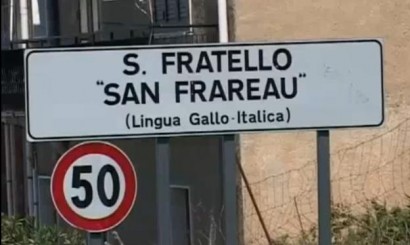 S. FRATELLO
"SAN FRAREAU"
(Lingua Gallo-Italica)
50